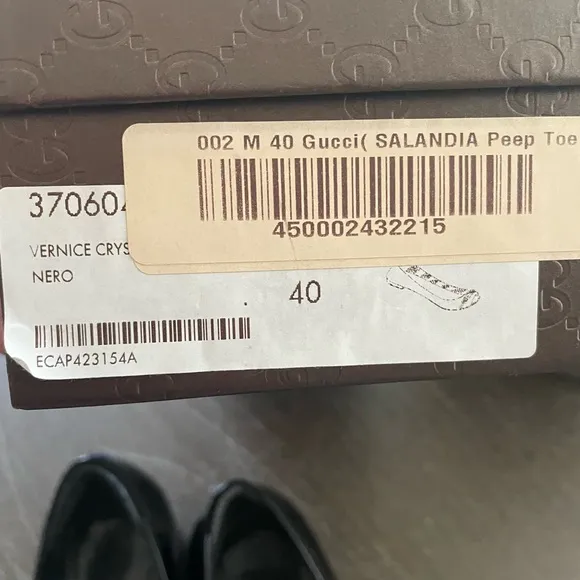 002 M 40 Gucci( SALANDIA Peep Toe
450002432215
37060
VERNICE CRYS
NERO
40
ECAP423154A